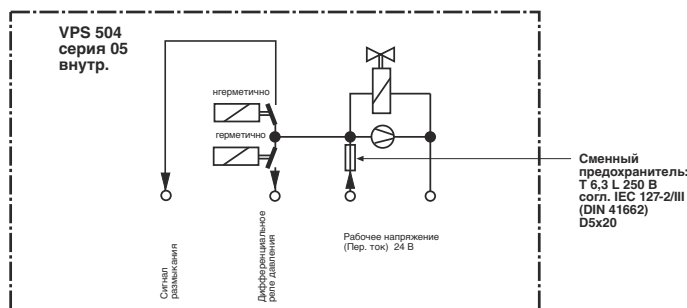 VPS 504
серия 05
внутр.
нгерметично
герметично
Сменный
предохранитель:
T 6,3 L 250 В
согл. IEC 127-2/III
(DIN 41662)
D5x20
Сигнал
размыкания
Дифференциальное
реле давления
Рабочее напряжение
(Пер. ток) 24 В